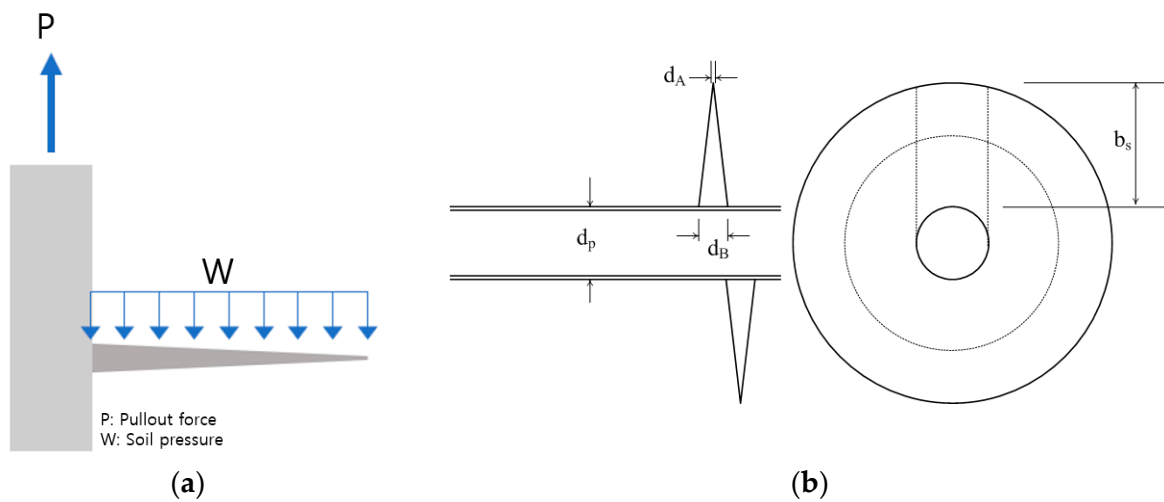 P
W
P: Pullout force
W: Soil pressure
(a)
d_A
d_p
d_B
b_s
(b)